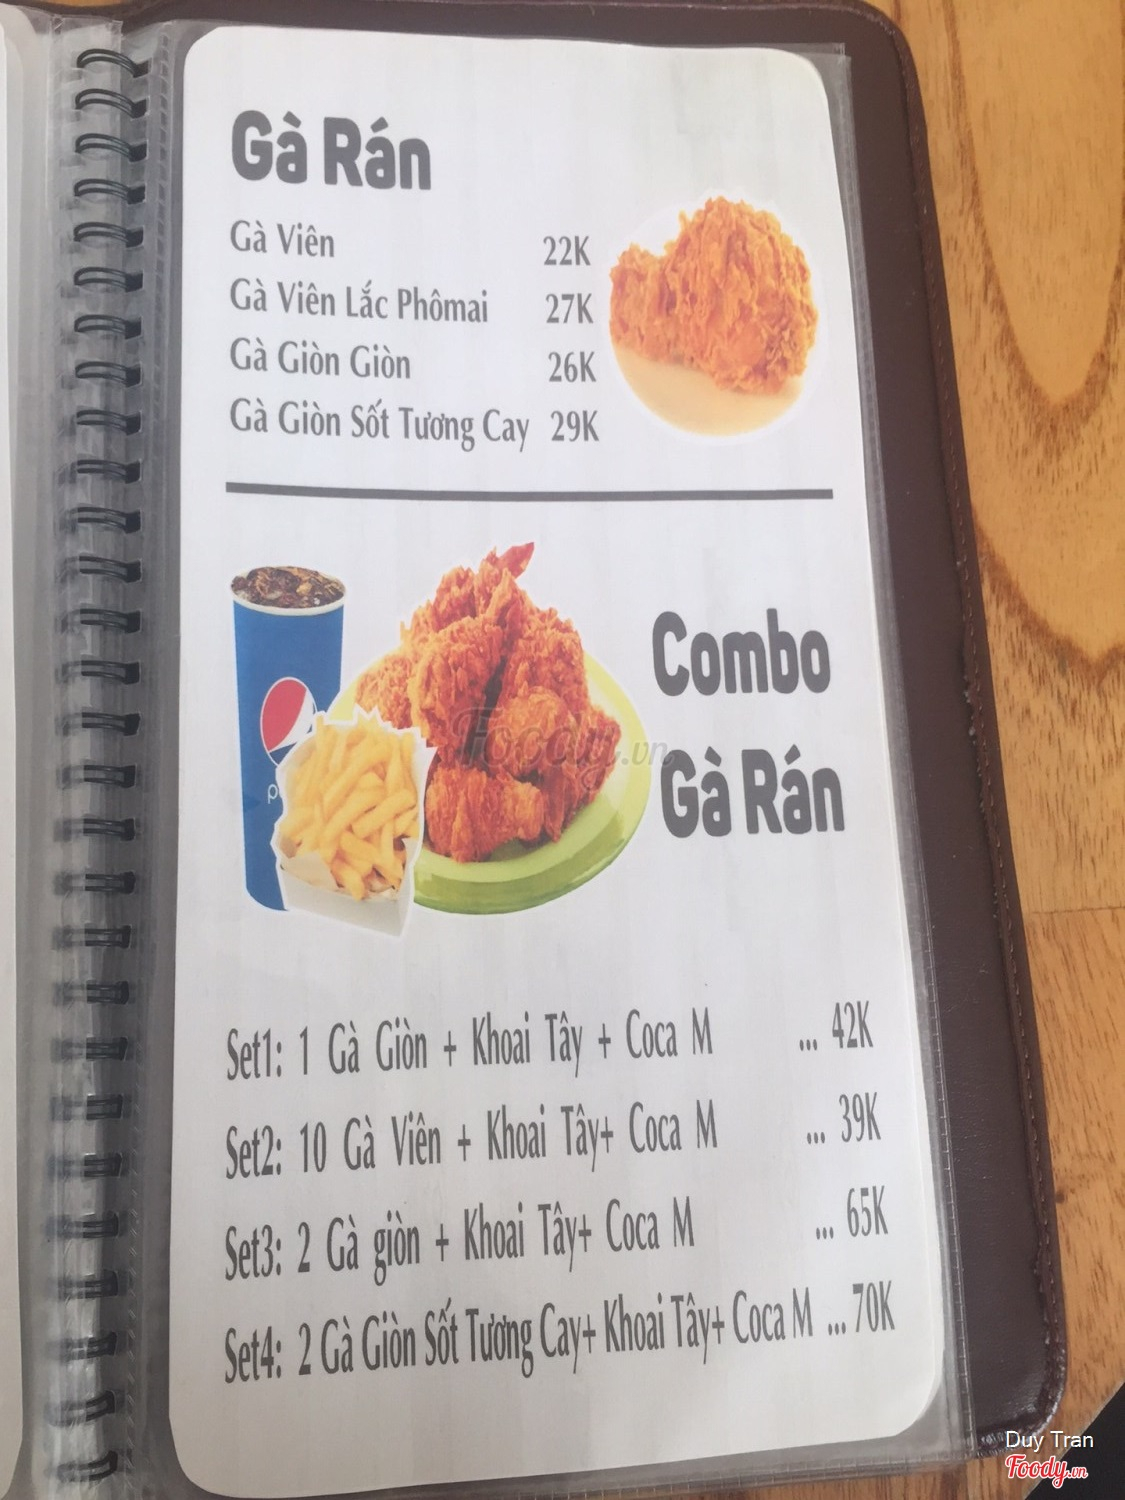 Gà Rán
Gà Viên 22K
Gà Viên Lắc Phômai 27K
Gà Giòn Giòn 26K
Gà Giòn Sốt Tương Cay 29K
Combo
Gà Rán
p
Foody.vn
Set1: 1 Gà Giòn + Khoai Tây + Coca M ... 42K
Set2: 10 Gà Viên + Khoai Tây+ Coca M ... 39K
Set3: 2 Gà giòn + Khoai Tây+ Coca M ... 65K
Set4: 2 Gà Giòn Sốt Tương Cay+ Khoai Tây+ Coca M ... 70K
Duy Tran
Foody.vn